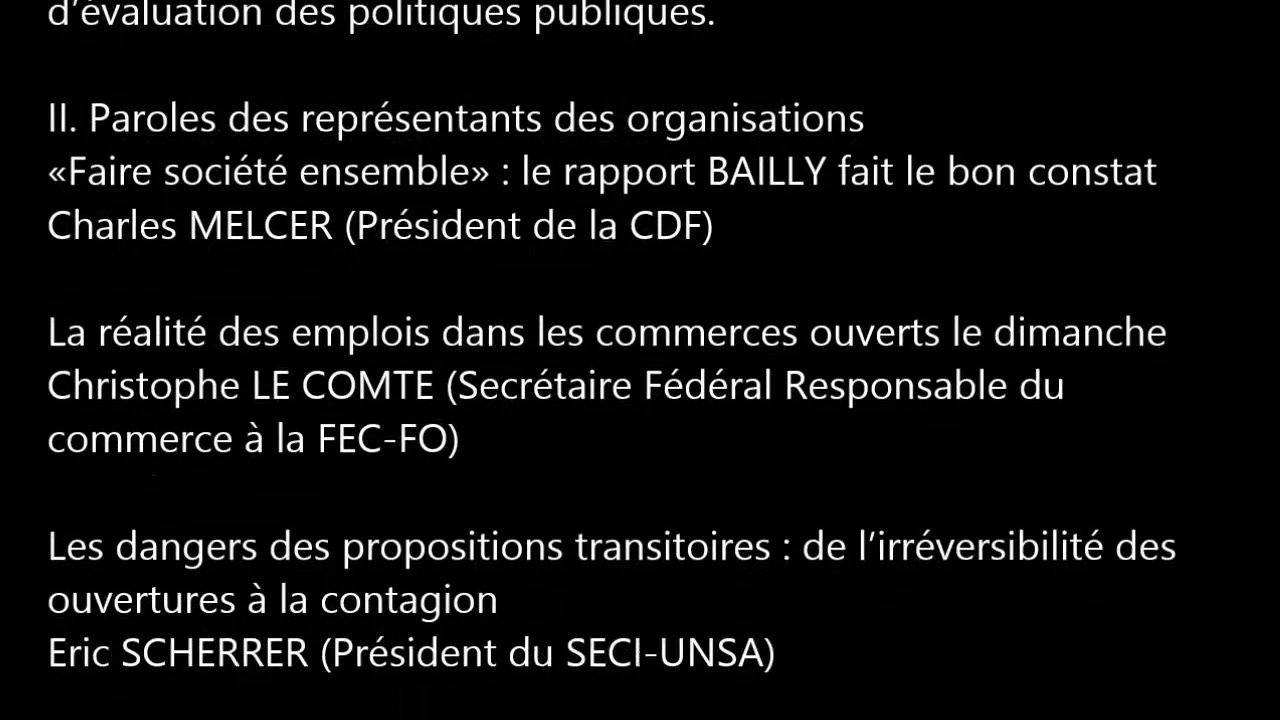 d’évaluation des politiques publiques.
II. Paroles des représentants des organisations
«Faire société ensemble» : le rapport BAILLY fait le bon constat
Charles MELCER (Président de la CDF)
La réalité des emplois dans les commerces ouverts le dimanche
Christophe LE COMTE (Secrétaire Fédéral Responsable du
commerce à la FEC-FO)
Les dangers des propositions transitoires : de l’irréversibilité des
ouvertures à la contagion
Eric SCHERRER (Président du SECI-UNSA)